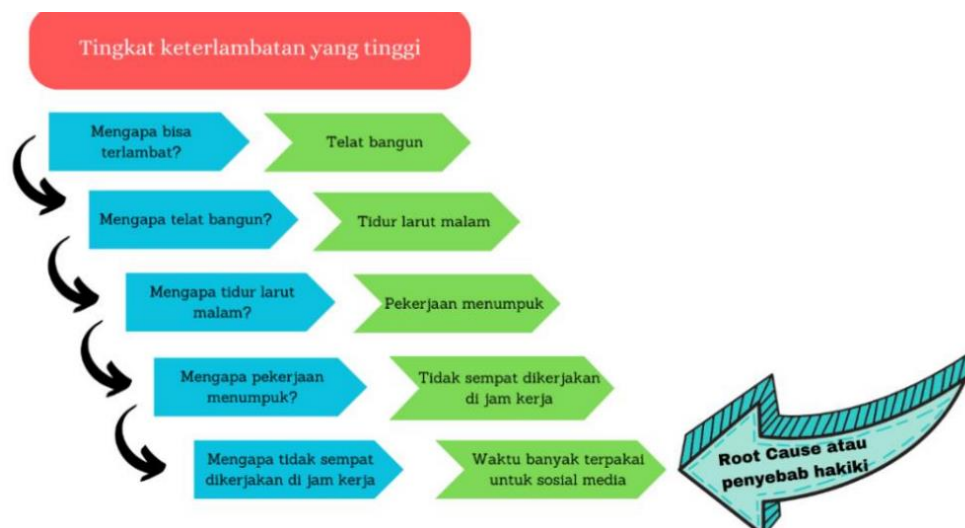 Tingkat keterlambatan yang tinggi
Mengapa bisa
terlambat?
Telat bangun
Mengapa telat bangun?
Tidur larut malam
Mengapa tidur larut
malam?
Pekerjaan menumpuk
Mengapa pekerjaan
menumpuk?
Tidak sempat dikerjakan
di jam kerja
Mengapa tidak sempat
dikerjakan di jam kerja
Waktu banyak terpakai
untuk sosial media
Root Cause atau
penyebab hakiki